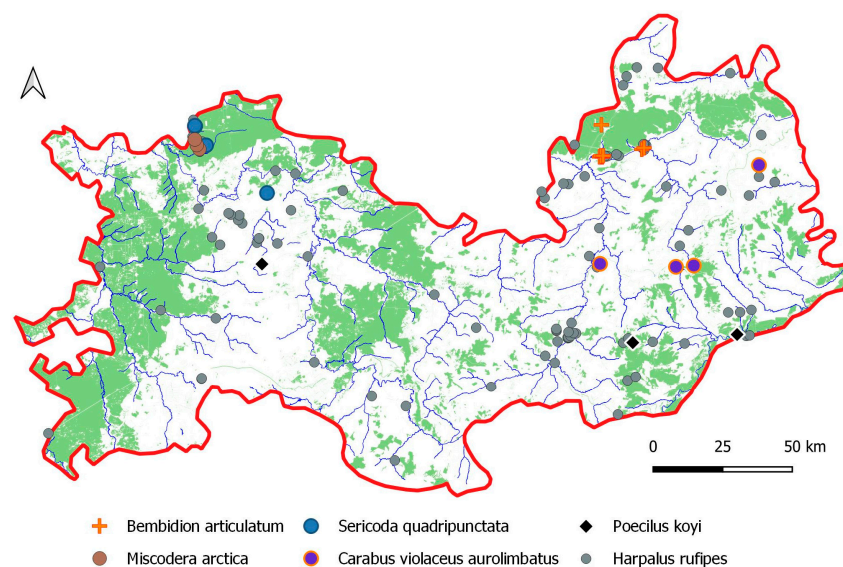 0 25 50 km
Bembidion articulatum Sericoda quadripunctata Poecilus koyi
Miscodera arctica Carabus violaceus aurolimbatus Harpalus rufipes